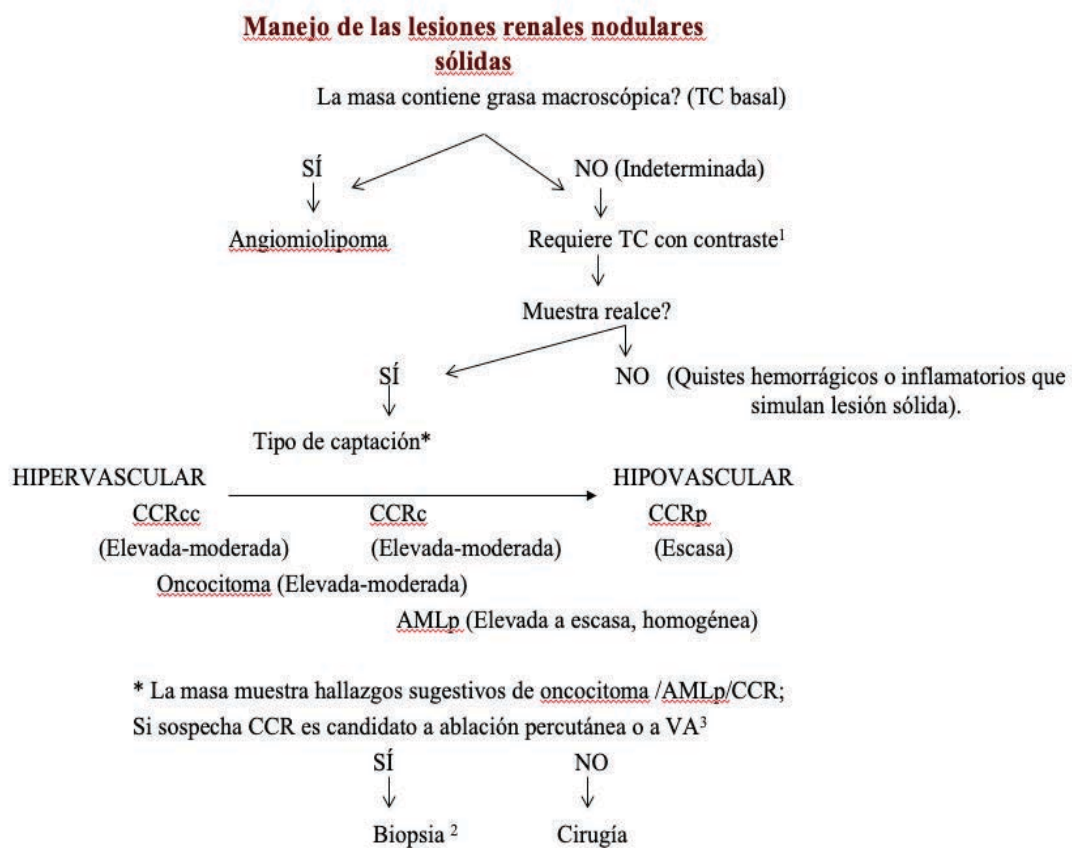 Manejo de las lesiones renales nodulares
sólidas
La masa contiene grasa macroscópica? (TC basal)
SÍ
NO (Indeterminada)
Angiomiolipoma
Requiere TC con contraste¹
Muestra realce?
SÍ
NO (Quistes hemorrágicos o inflamatorios que
simulan lesión sólida).
Tipo de captación*
HIPERVASCULAR
HIPOVASCULAR
CCRcc
CCRc
CCRp
(Elevada-moderada)
(Elevada-moderada)
(Escasa)
Oncocitoma (Elevada-moderada)
AMLp (Elevada a escasa, homogénea)
* La masa muestra hallazgos sugestivos de oncocitoma /AMLp/CCR;
Si sospecha CCR es candidato a ablación percutánea o a VA³
SÍ
NO
Biopsia ²
Cirugía